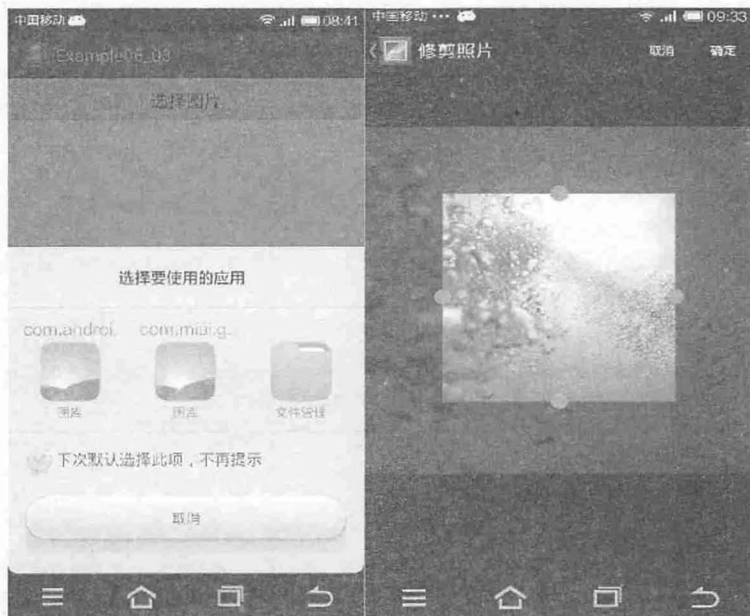 中国移动
08:41
Example06_03
选择图片
选择要使用的应用
com.androi.
com.miui.g..
图库
图库
文件管理
下次默认选择此项，不再提示
取消
中国移动 ···
09:33
修剪照片
取消
确定